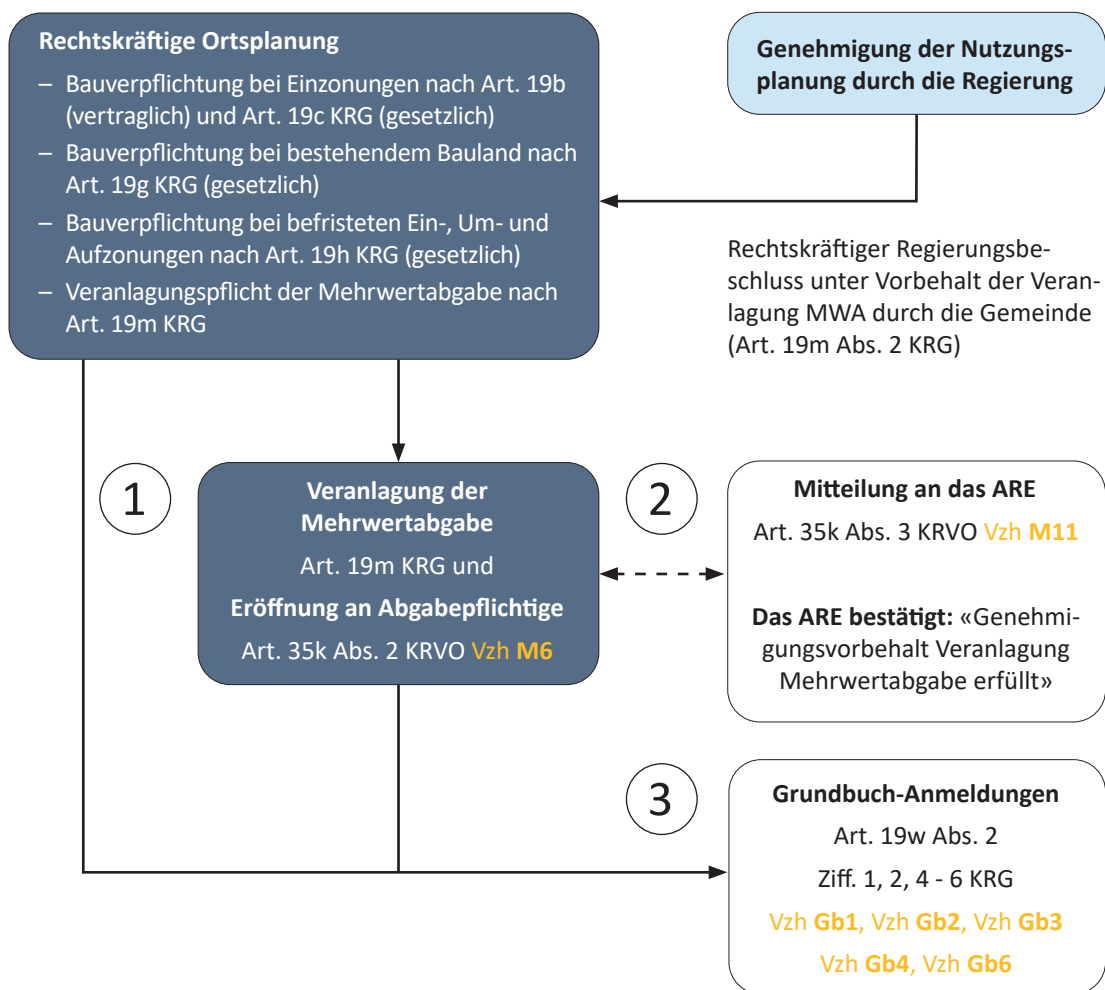 Rechtskräftige Ortsplanung
– Bauverpflichtung bei Einzonungen nach Art. 19b
(vertraglich) und Art. 19c KRG (gesetzlich)
– Bauverpflichtung bei bestehendem Bauland nach
Art. 19g KRG (gesetzlich)
– Bauverpflichtung bei befristeten Ein-, Um- und
Aufzonungen nach Art. 19h KRG (gesetzlich)
– Veranlagungspflicht der Mehrwertabgabe nach
Art. 19m KRG
Genehmigung der Nutzungs-
planung durch die Regierung
Rechtskräftiger Regierungsbe-
schluss unter Vorbehalt der Veran-
lagung MWA durch die Gemeinde
(Art. 19m Abs. 2 KRG)
1
Veranlagung der
Mehrwertabgabe
Art. 19m KRG und
Eröffnung an Abgabepflichtige
Art. 35k Abs. 2 KRVO Vzh M6
2
Mitteilung an das ARE
Art. 35k Abs. 3 KRVO Vzh M11
Das ARE bestätigt: «Genehmi-
gungsvorbehalt Veranlagung
Mehrwertabgabe erfüllt»
3
Grundbuch-Anmeldungen
Art. 19w Abs. 2
Ziff. 1, 2, 4 - 6 KRG
Vzh Gb1, Vzh Gb2, Vzh Gb3
Vzh Gb4, Vzh Gb6